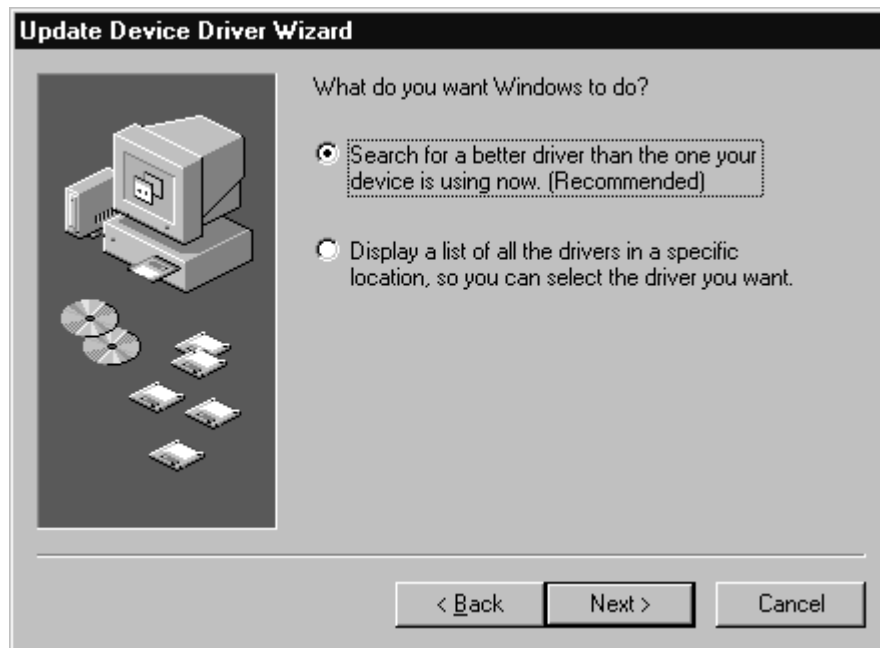 Update Device Driver Wizard
What do you want Windows to do?
Search for a better driver than the one your
device is using now. (Recommended)
Display a list of all the drivers in a specific
location, so you can select the driver you want.
< Back
Next >
Cancel